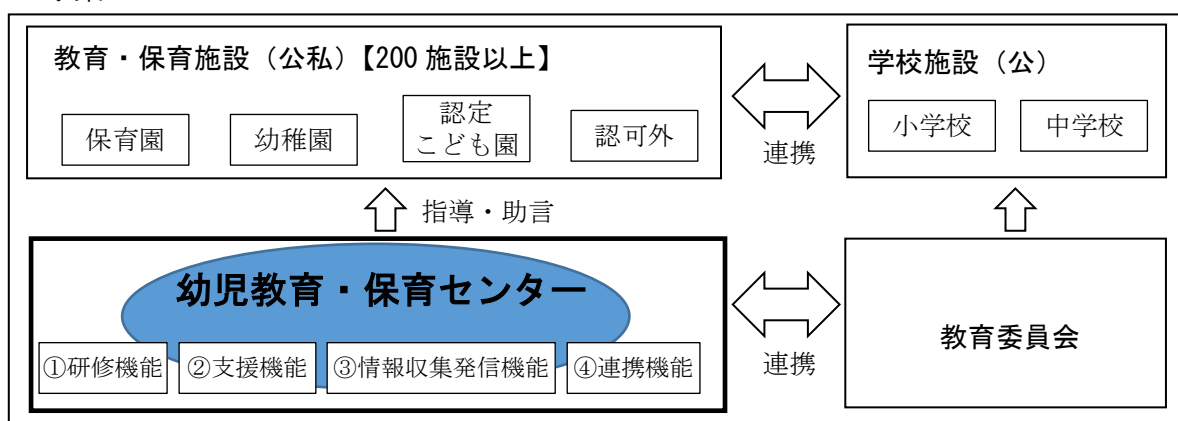 教育・保育施設（公私）【200 施設以上】
保育園
幼稚園
認定
こども園
認可外
連携
学校施設（公）
小学校
中学校
指導・助言
幼児教育・保育センター
①研修機能
②支援機能
③情報収集発信機能
④連携機能
連携
教育委員会